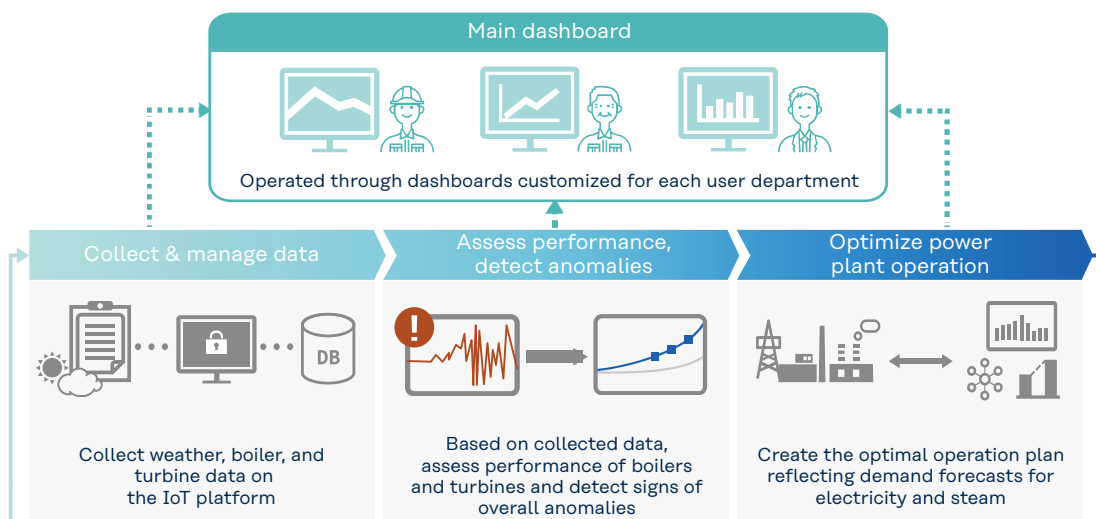 Main dashboard
Operated through dashboards customized for each user department
Collect & manage data
Assess performance,
detect anomalies
Optimize power
plant operation
!
DB
Collect weather, boiler, and
turbine data on
the IoT platform
Based on collected data,
assess performance of boilers
and turbines and detect signs of
overall anomalies
Create the optimal operation plan
reflecting demand forecasts for
electricity and steam